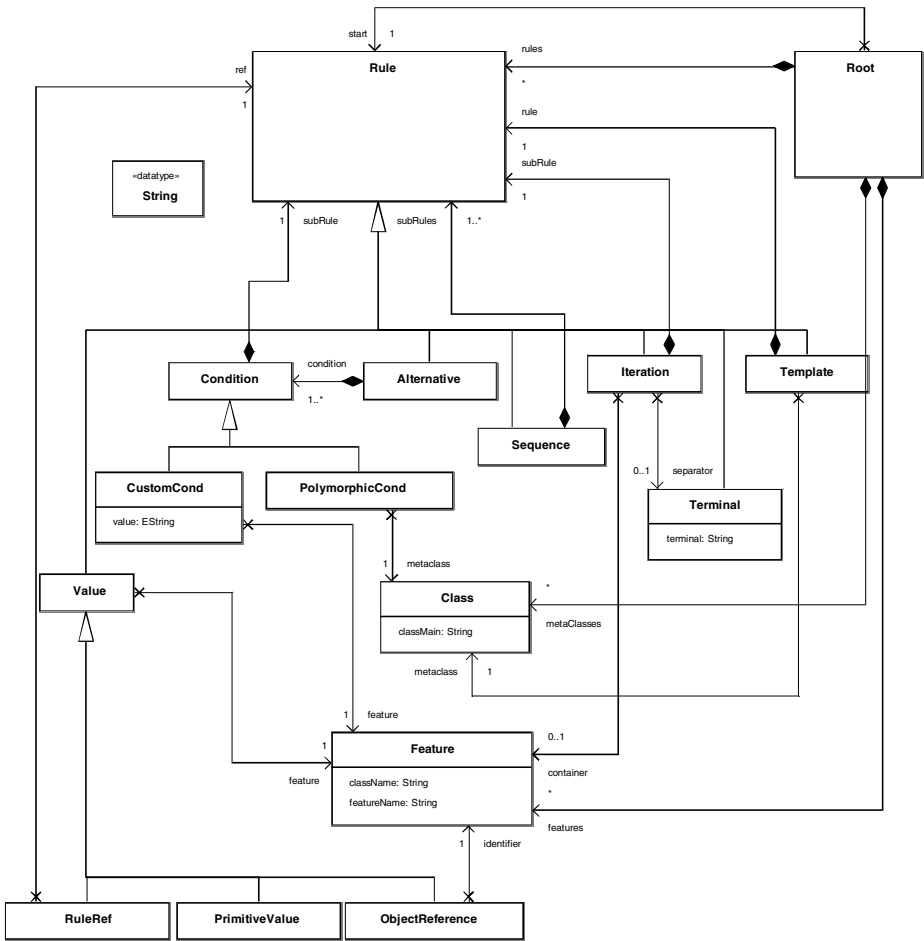 start 1
rules
Rule
Root
ref
*
1
rule
«datatype»
String
1
subRule
1
1 subRule
subRules
1..*
condition
Condition
Alternative
Iteration
Template
1..*
Sequence
0..1 separator
CustomCond
PolymorphicCond
Terminal
value: EString
terminal: String
1 metaclass
Value
*
Class
metaClasses
classMain: String
metaclass 1
1 feature
0..1
1
Feature
container
feature
className: String
*
featureName: String
features
1 identifier
RuleRef
PrimitiveValue
ObjectReference